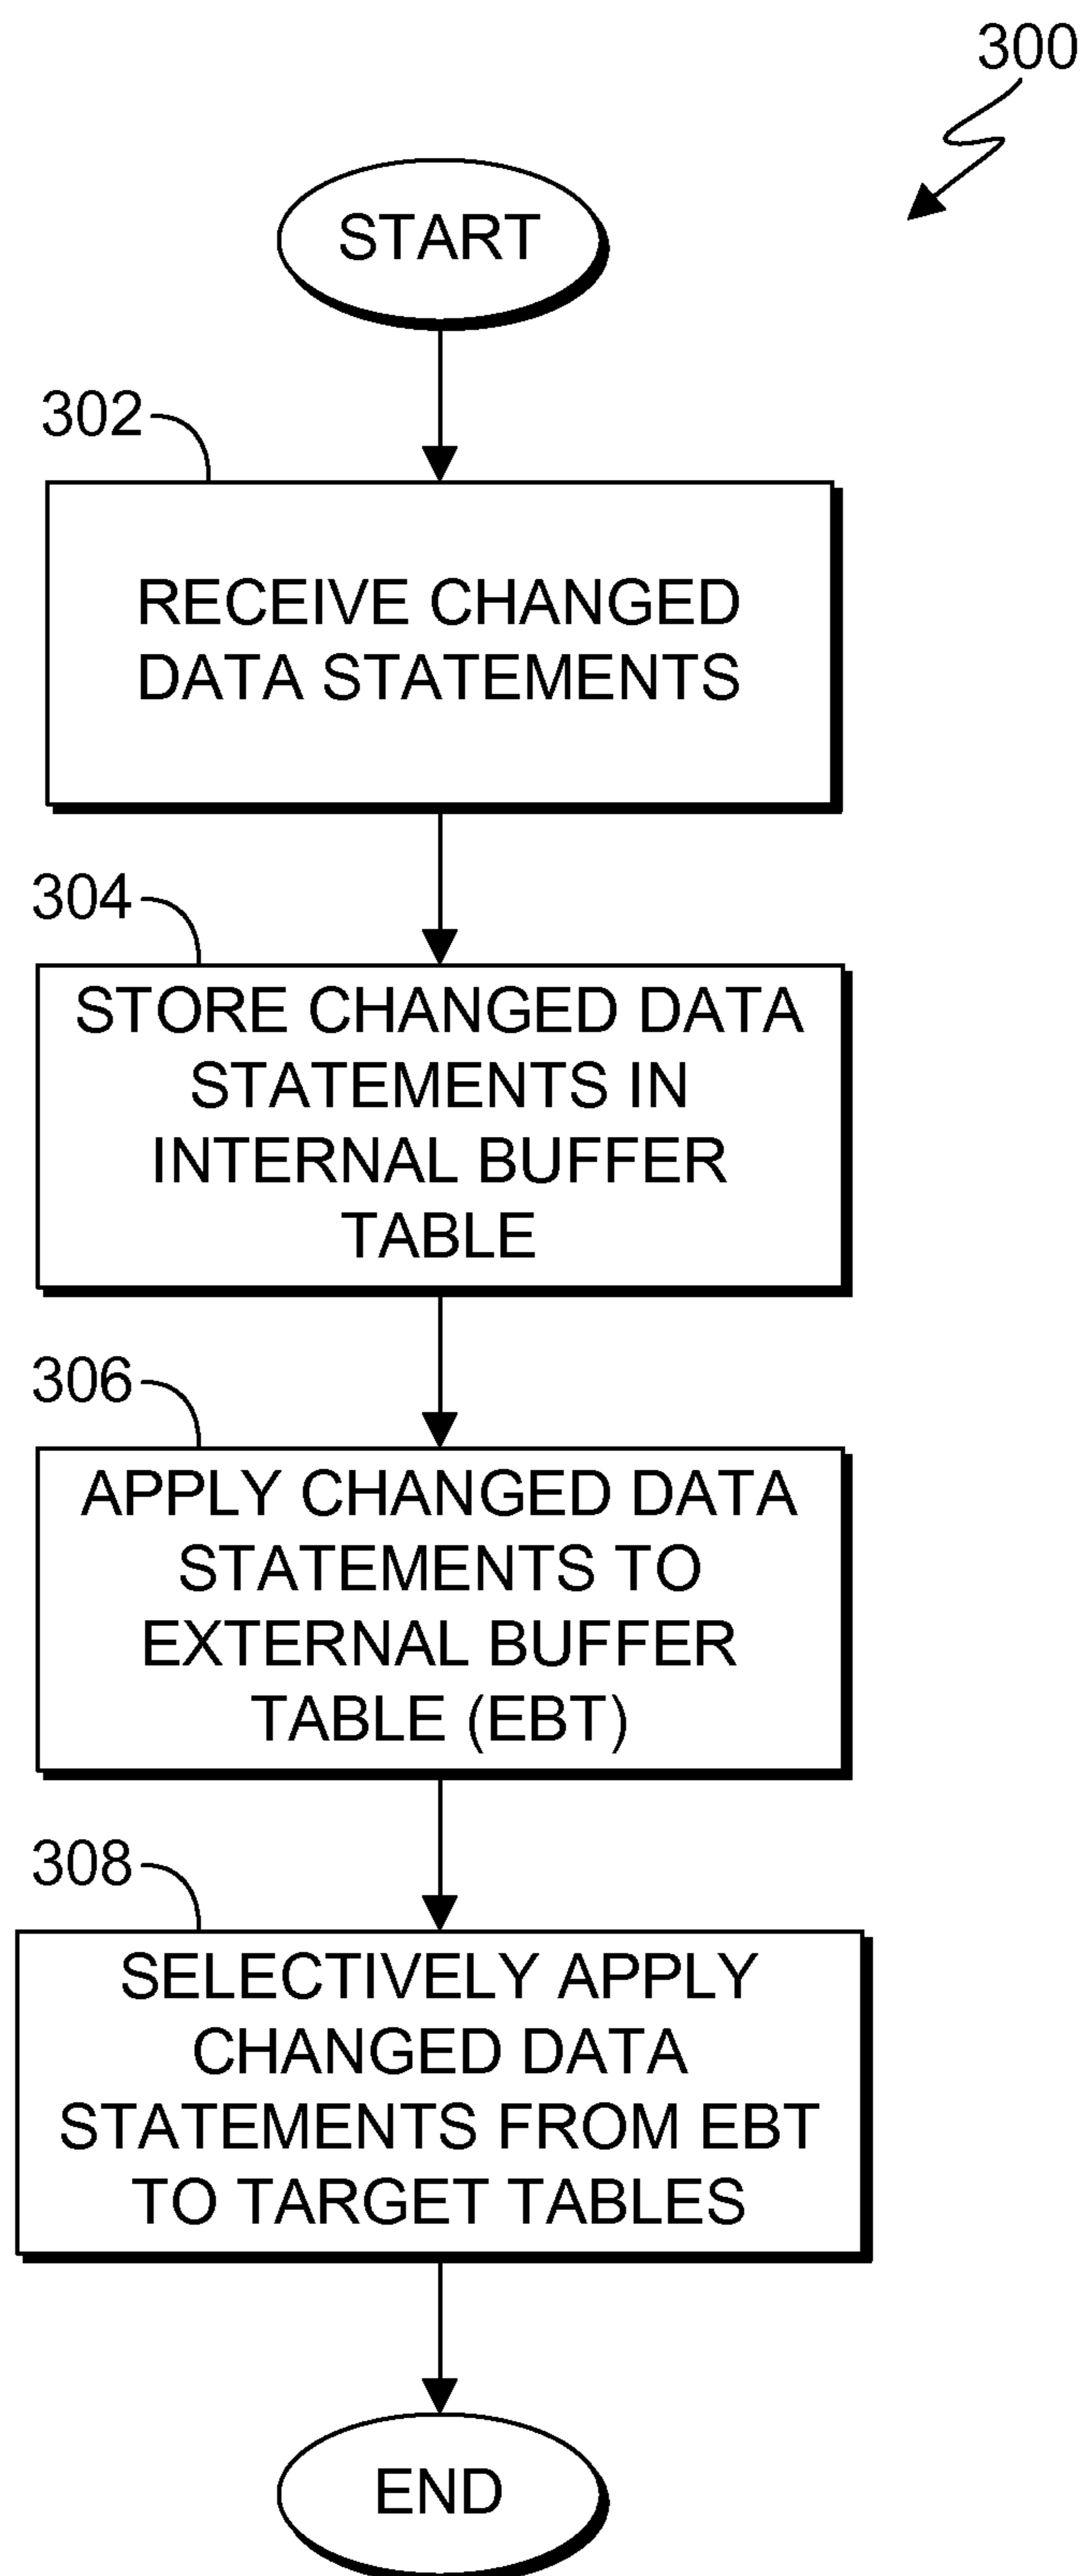 300
START
302
RECEIVE CHANGED
DATA STATEMENTS
304
STORE CHANGED DATA
STATEMENTS IN
INTERNAL BUFFER
TABLE
306
APPLY CHANGED DATA
STATEMENTS TO
EXTERNAL BUFFER
TABLE (EBT)
308
SELECTIVELY APPLY
CHANGED DATA
STATEMENTS FROM EBT
TO TARGET TABLES
END